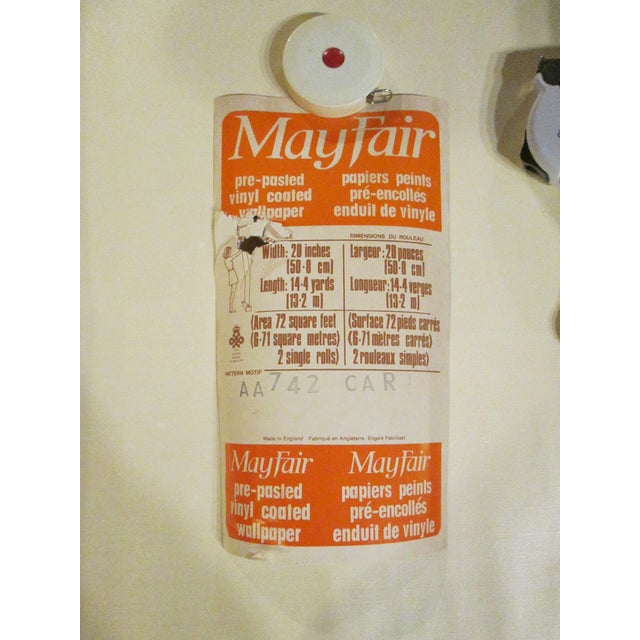 Mayfair
pre-pasted
vinyl coated
wallpaper
papiers peints
pré-encollés
enduit de vinyle
DIMENSIONS DU ROULEAU
Width: 20 inches
(50·8 cm)
Length: 14·4 yards
(13·2 m)
Largeur: 20 pouces
(50·8 cm)
Longueur: 14·4 verges
(13·2 m)
(Area 72 square feet
(6·71 square metres)
2 single rolls)
(Surface 72 pieds carrés
(6·71 mètres carrés)
2 rouleaux simples)
PATTERN MOTIF
AA742 CAR
Made in England Fabriqué en Angleterre Engels Fabrikaat
Mayfair
pre-pasted
vinyl coated
wallpaper
Mayfair
papiers peints
pré-encollés
enduit de vinyle